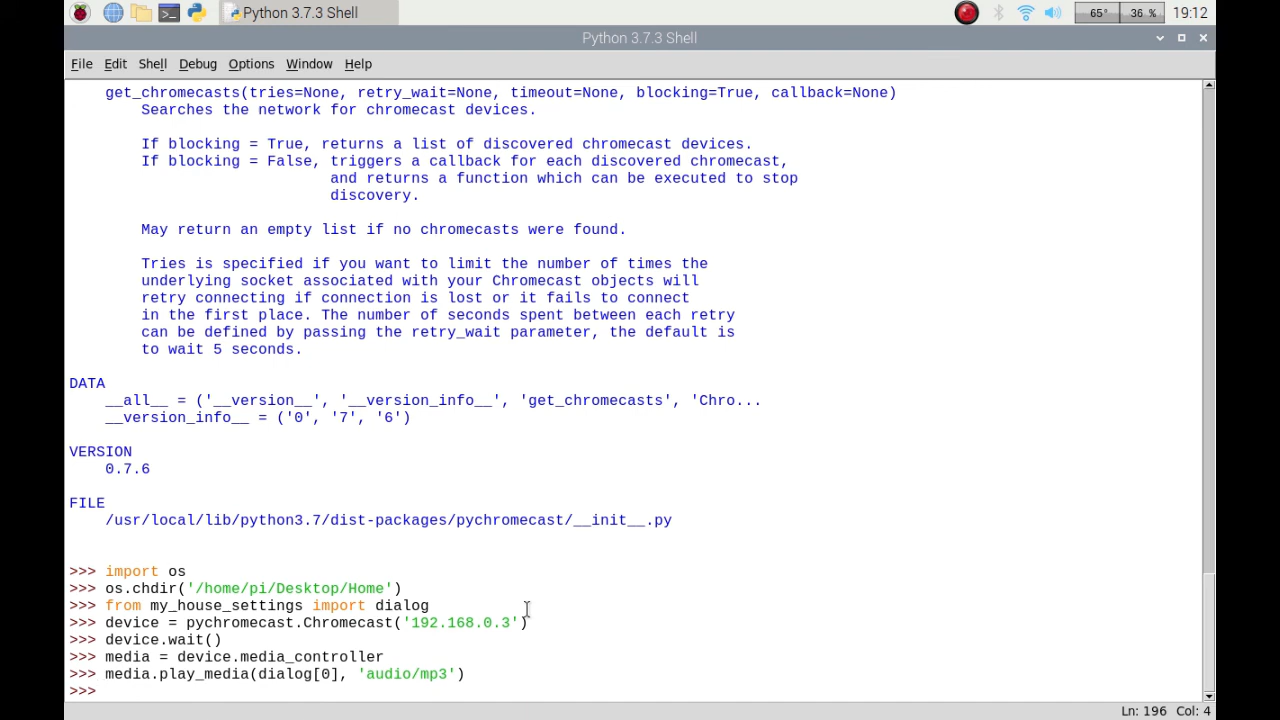 Python 3.7.3 Shell
65° 36 % 19:12
Python 3.7.3 Shell
File Edit Shell Debug Options Window Help
get_chromecasts(tries=None, retry_wait=None, timeout=None, blocking=True, callback=None)
Searches the network for chromecast devices.
If blocking = True, returns a list of discovered chromecast devices.
If blocking = False, triggers a callback for each discovered chromecast,
and returns a function which can be executed to stop
discovery.
May return an empty list if no chromecasts were found.
Tries is specified if you want to limit the number of times the
underlying socket associated with your Chromecast objects will
retry connecting if connection is lost or it fails to connect
in the first place. The number of seconds spent between each retry
can be defined by passing the retry_wait parameter, the default is
to wait 5 seconds.
DATA
__all__ = ('__version__', '__version_info__', 'get_chromecasts', 'Chro...
__version_info__ = ('0', '7', '6')
VERSION
0.7.6
FILE
/usr/local/lib/python3.7/dist-packages/pychromecast/__init__.py
>>> import os
>>> os.chdir('/home/pi/Desktop/Home')
>>> from my_house_settings import dialog
>>> device = pychromecast.Chromecast('192.168.0.3')
>>> device.wait()
>>> media = device.media_controller
>>> media.play_media(dialog[0], 'audio/mp3')
>>>
Ln: 196 Col: 4